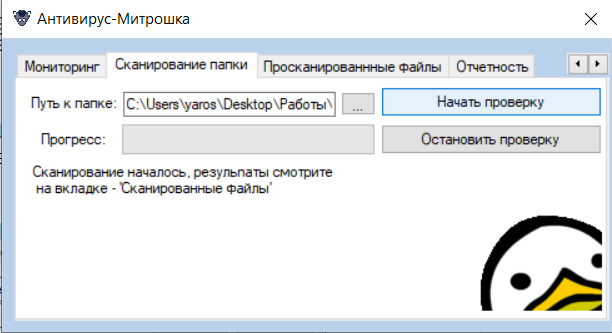 Антивирус-Митрошка
Мониторинг
Сканирование папки
Просканированнные файлы
Отчетность
Путь к папке:
C:\Users\yaros\Desktop\Работы\
...
Начать проверку
Прогресс:
Остановить проверку
Сканирование началось, результаты смотрите
на вкладке - 'Сканированные файлы'